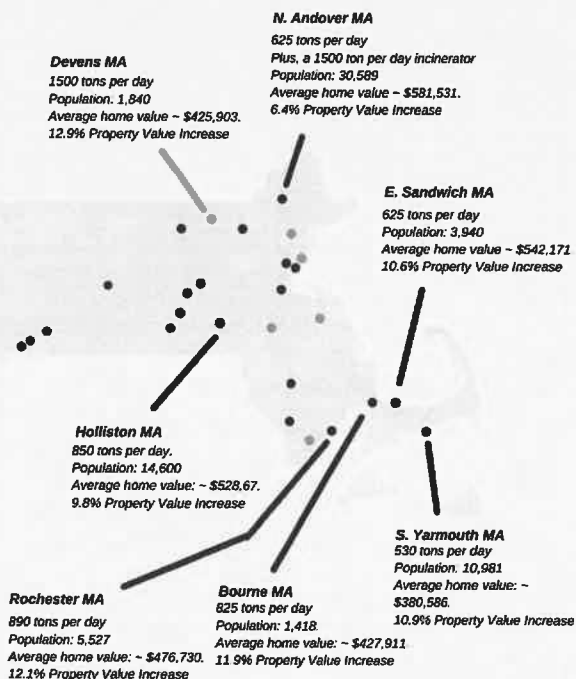 N. Andover MA
625 tons per day
Plus, a 1500 ton per day incinerator
Population: 30,589
Average home value ~ $581,531.
6.4% Property Value Increase
Devens MA
1500 tons per day
Population. 1,840
Average home value ~ $425,903.
12.9% Property Value Increase
E. Sandwich MA
625 tons per day
Population: 3,940
Average home value ~ $542,171
10.6% Property Value Increase
Holliston MA
850 tons per day.
Population: 14,600
Average home value: ~ $528,67.
9.8% Property Value Increase
S. Yarmouth MA
530 tons per day
Population: 10,981
Average home value: ~
$380,586.
10.9% Property Value Increase
Rochester MA
890 tons per day
Population: 5,527
Average home value: ~ $476,730.
12.1% Property Value Increase
Bourne MA
825 tons per day
Population: 1,418.
Average home value: ~ $427,911
11.9% Property Value Increase